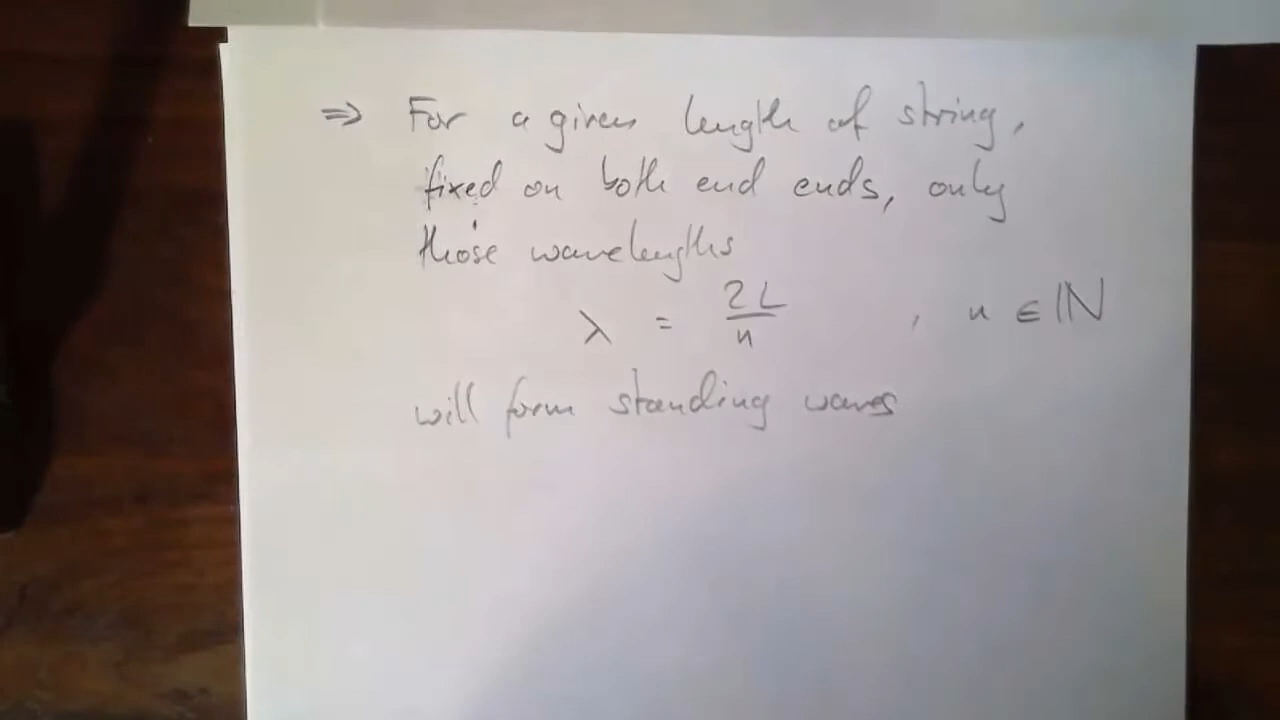 ⇒ For a given length of string,
fixed on both end ends, only
those wavelengths
λ = 2L/n , n ∈ ℕ
will form standing waves